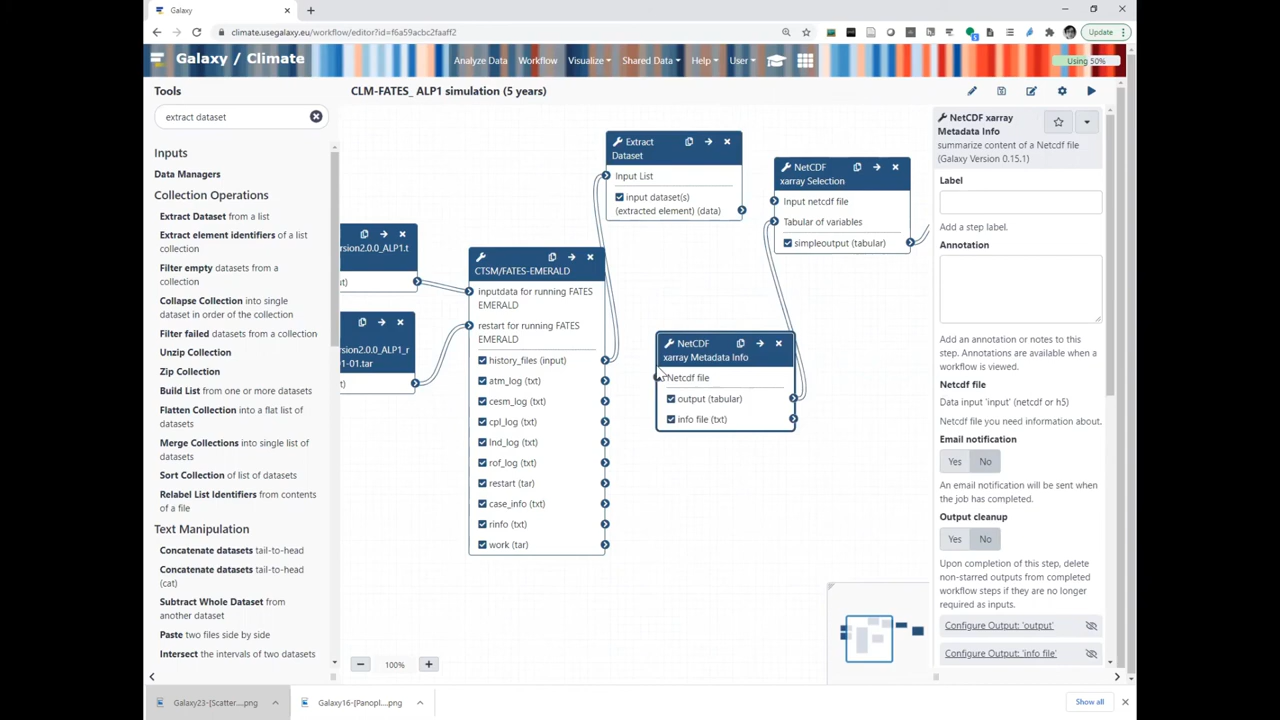 Galaxy
climate.usegalaxy.eu/workflow/editor?id=f6a59acbc2faaff2
Update
Galaxy / Climate
Analyze Data Workflow Visualize Shared Data Help User
Using 50%
Tools
extract dataset
Inputs
Data Managers
Collection Operations
Extract Dataset from a list
Extract element identifiers of a list
collection
Filter empty datasets from a
collection
Collapse Collection into single
dataset in order of the collection
Filter failed datasets from a collection
Unzip Collection
Zip Collection
Build List from one or more datasets
Flatten Collection into a flat list of
datasets
Merge Collections into single list of
datasets
Sort Collection of list of datasets
Relabel List Identifiers from contents
of a file
Text Manipulation
Concatenate datasets tail-to-head
Concatenate datasets tail-to-head
(cat)
Subtract Whole Dataset from
another dataset
Paste two files side by side
Intersect the intervals of two datasets
CLM-FATES_ ALP1 simulation (5 years)
ersion2.0.0_ALP1.t
ut)
ersion2.0.0_ALP1_r
-01.tar
t)
CTSM/FATES-EMERALD
inputdata for running FATES
EMERALD
restart for running FATES
EMERALD
history_files (input)
atm_log (txt)
cesm_log (txt)
cpl_log (txt)
lnd_log (txt)
rof_log (txt)
restart (tar)
case_info (txt)
rinfo (txt)
work (tar)
Extract
Dataset
Input List
input dataset(s)
(extracted element) (data)
NetCDF
xarray Metadata Info
Netcdf file
output (tabular)
info file (txt)
NetCDF
xarray Selection
Input netcdf file
Tabular of variables
simpleoutput (tabular)
100%
NetCDF xarray
Metadata Info
summarize content of a Netcdf file
(Galaxy Version 0.15.1)
Label
Add a step label.
Annotation
Add an annotation or notes to this
step. Annotations are available when a
workflow is viewed.
Netcdf file
Data input 'input' (netcdf or h5)
Netcdf file you need information about.
Email notification
Yes No
An email notification will be sent when
the job has completed.
Output cleanup
Yes No
Upon completion of this step, delete
non-starred outputs from completed
workflow steps if they are no longer
required as inputs.
Configure Output: 'output'
Configure Output: 'info file'
Galaxy23-[Scatter....png
Galaxy16-[Panopl....png
Show all